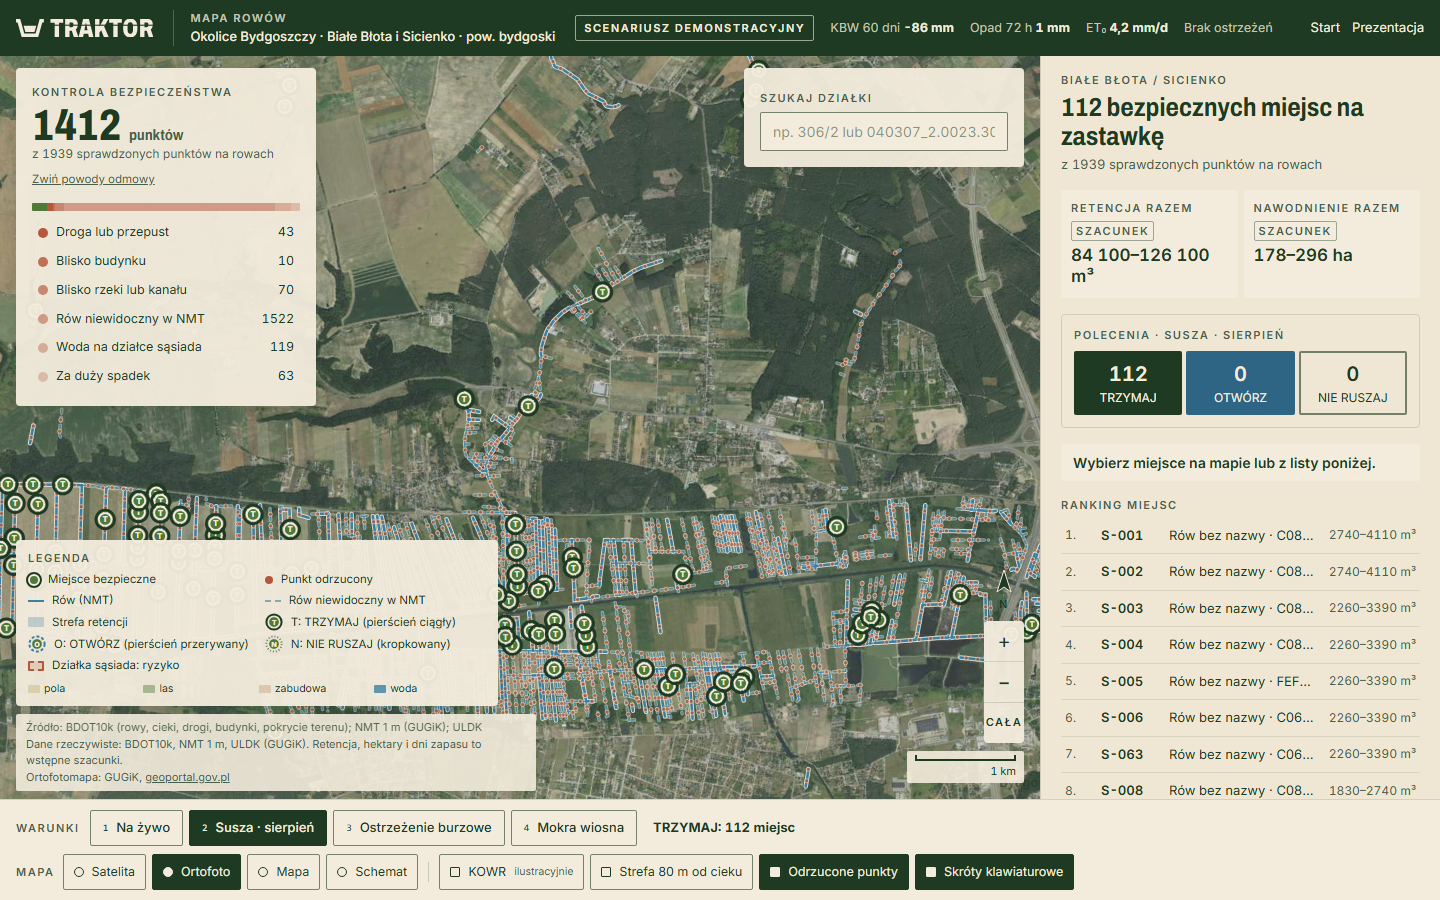 TRAKTOR
MAPA ROWÓW
Okolice Bydgoszczy · Białe Błota i Sicienko · pow. bydgoski
SCENARIUSZ DEMONSTRACYJNY
KBW 60 dni -86 mm
Opad 72 h 1 mm
ET₀ 4,2 mm/d
Brak ostrzeżeń
Start
Prezentacja
KONTROLA BEZPIECZEŃSTWA
1412 punktów
z 1939 sprawdzonych punktów na rowach
Zwiń powody odmowy
Droga lub przepust 43
Blisko budynku 10
Blisko rzeki lub kanału 70
Rów niewidoczny w NMT 1522
Woda na działce sąsiada 119
Za duży spadek 63
SZUKAJ DZIAŁKI
np. 306/2 lub 040307_2.0023.30
LEGENDA
Miejsce bezpieczne
Punkt odrzucony
Rów (NMT)
Rów niewidoczny w NMT
Strefa retencji
T: TRZYMAJ (pierścień ciągły)
O: OTWÓRZ (pierścień przerywany)
N: NIE RUSZAJ (kropkowany)
Działka sąsiada: ryzyko
pola
las
zabudowa
woda
Źródło: BDOT10k (rowy, cieki, drogi, budynki, pokrycie terenu); NMT 1 m (GUGiK); ULDK
Dane rzeczywiste: BDOT10k, NMT 1 m, ULDK (GUGiK). Retencja, hektary i dni zapasu to
wstępne szacunki.
Ortofotomapa: GUGiK, geoportal.gov.pl
N
+
−
CAŁA
1 km
BIAŁE BŁOTA / SICIENKO
112 bezpiecznych miejsc na
zastawkę
z 1939 sprawdzonych punktów na rowach
RETENCJA RAZEM
SZACUNEK
84 100–126 100
m³
NAWODNIENIE RAZEM
SZACUNEK
178–296 ha
POLECENIA · SUSZA · SIERPIEŃ
112
TRZYMAJ
0
OTWÓRZ
0
NIE RUSZAJ
Wybierz miejsce na mapie lub z listy poniżej.
RANKING MIEJSC
1. S-001 Rów bez nazwy · C08... 2740–4110 m³
2. S-002 Rów bez nazwy · C08... 2740–4110 m³
3. S-003 Rów bez nazwy · C08... 2260–3390 m³
4. S-004 Rów bez nazwy · C08... 2260–3390 m³
5. S-005 Rów bez nazwy · FEF... 2260–3390 m³
6. S-006 Rów bez nazwy · C06... 2260–3390 m³
7. S-063 Rów bez nazwy · C06... 2260–3390 m³
8. S-008 Rów bez nazwy · C08... 1830–2740 m³
WARUNKI
1 Na żywo
2 Susza · sierpień
3 Ostrzeżenie burzowe
4 Mokra wiosna
TRZYMAJ: 112 miejsc
MAPA
Satelita
Ortofoto
Mapa
Schemat
KOWR ilustracyjnie
Strefa 80 m od cieku
Odrzucone punkty
Skróty klawiaturowe